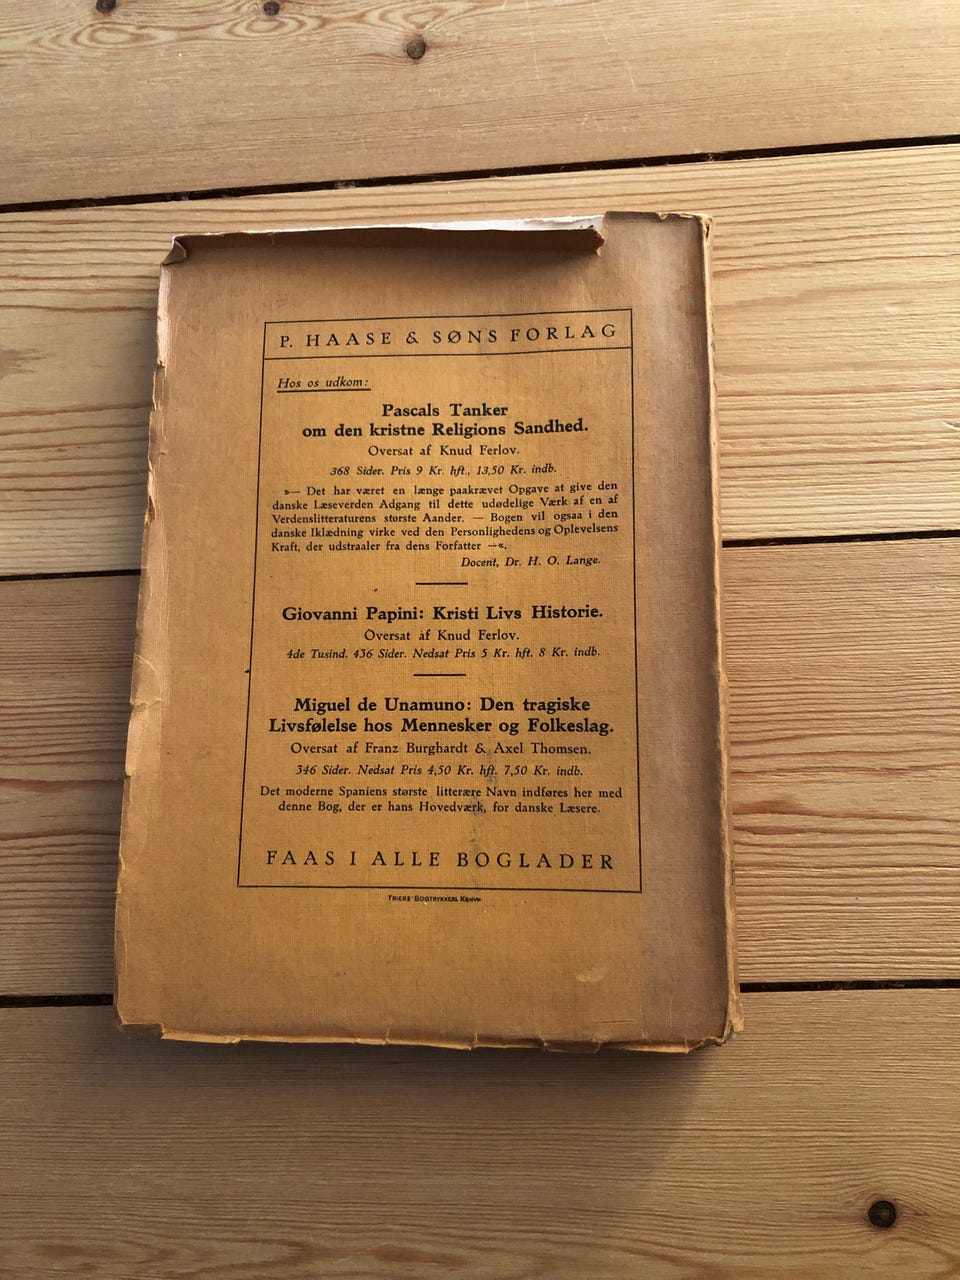 P. HAASE & SØNS FORLAG
Hos os udkom:
Pascals Tanker
om den kristne Religions Sandhed.
Oversat af Knud Ferlov.
368 Sider. Pris 9 Kr. hft., 13,50 Kr. indb.
»— Det har været en længe paakrævet Opgave at give den
danske Læseverden Adgang til dette udødelige Værk af en af
Verdenslitteraturens største Aander. — Bogen vil ogsaa i den
danske Iklædning virke ved den Personlighedens og Oplevelsens
Kraft, der udstraaler fra dens Forfatter —«.
Docent, Dr. H. O. Lange.
Giovanni Papini: Kristi Livs Historie.
Oversat af Knud Ferlov.
4de Tusind. 436 Sider. Nedsat Pris 5 Kr. hft. 8 Kr. indb.
Miguel de Unamuno: Den tragiske
Livsfølelse hos Mennesker og Folkeslag.
Oversat af Franz Burghardt & Axel Thomsen.
346 Sider. Nedsat Pris 4,50 Kr. hft. 7,50 Kr. indb.
Det moderne Spaniens største litterære Navn indføres her med
denne Bog, der er hans Hovedværk, for danske Læsere.
FAAS I ALLE BOGLADER
TRIERS BOGTRYKKERI, KBHVN